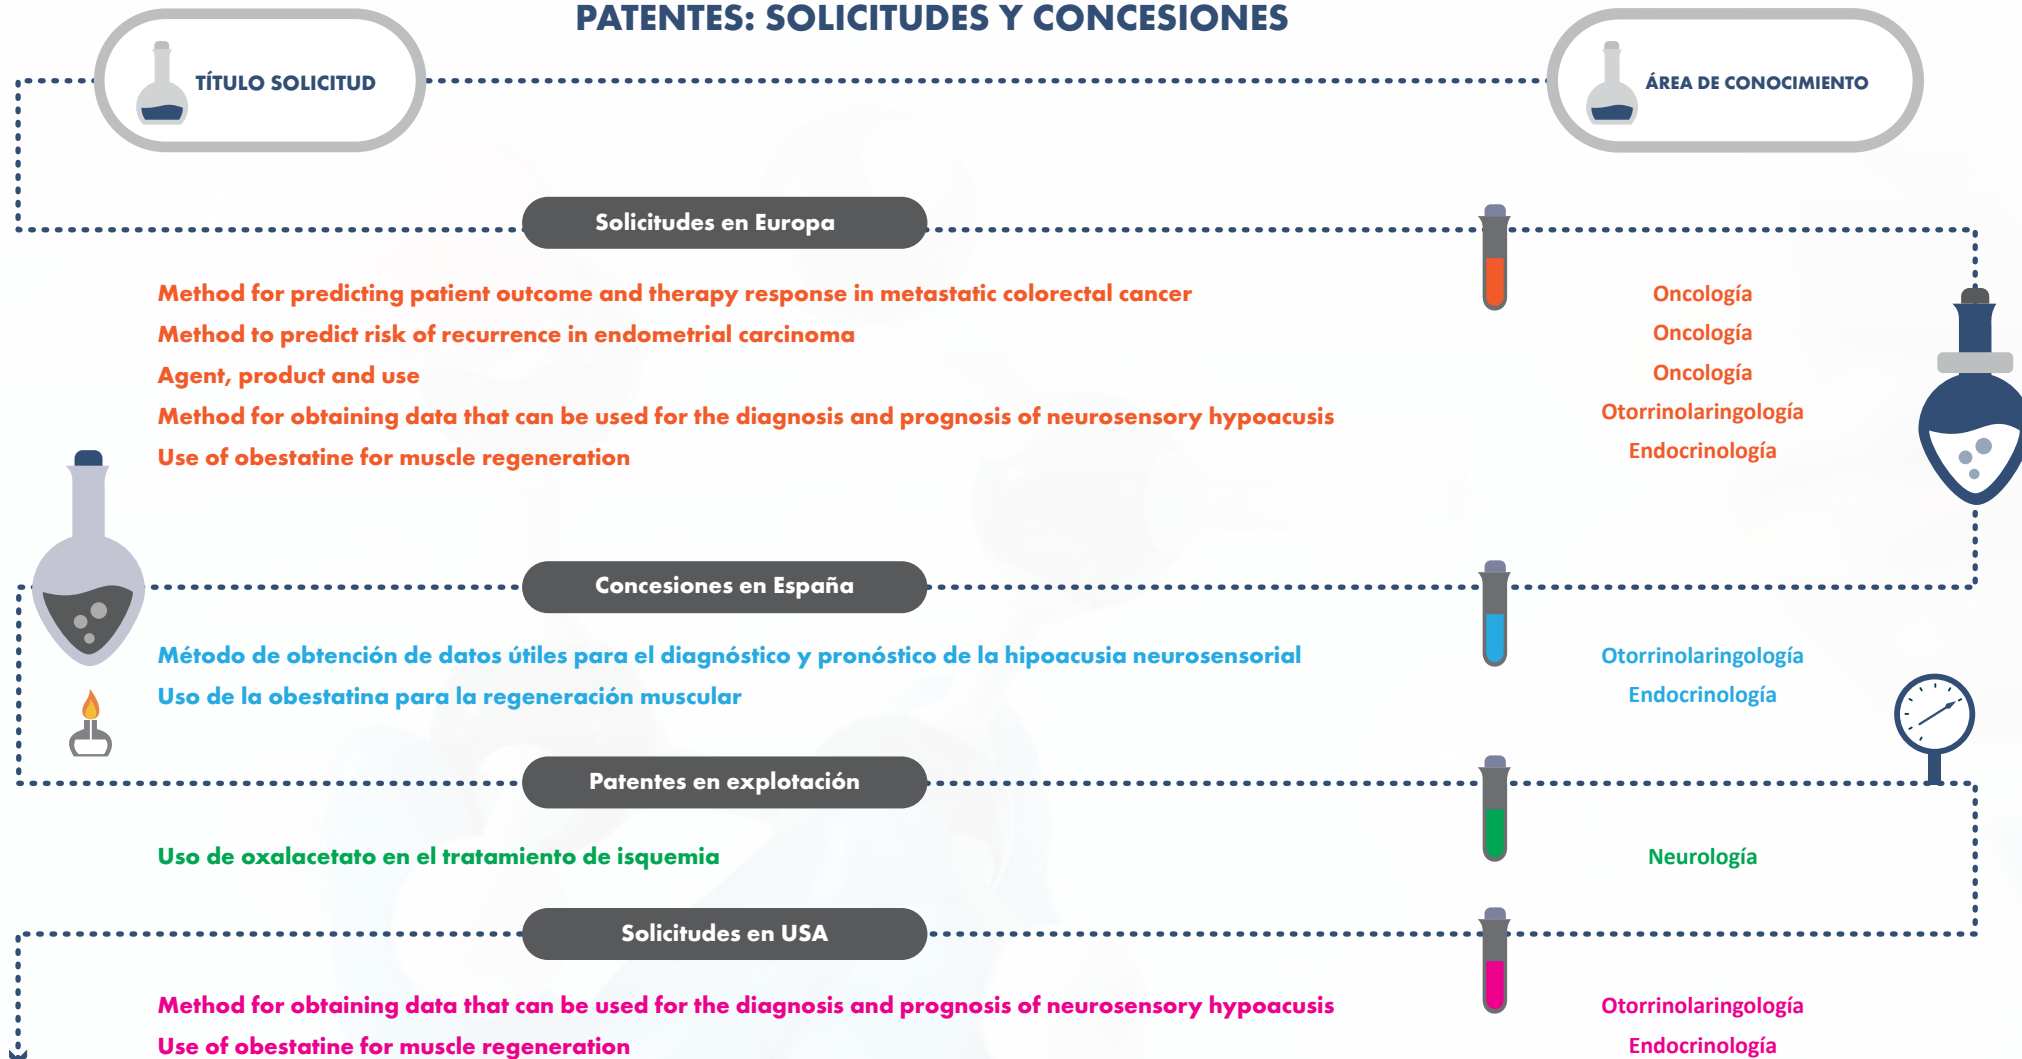 PATENTES: SOLICITUDES Y CONCESIONES
TÍTULO SOLICITUD
ÁREA DE CONOCIMIENTO
Solicitudes en Europa
Method for predicting patient outcome and therapy response in metastatic colorectal cancer Oncología
Method to predict risk of recurrence in endometrial carcinoma Oncología
Agent, product and use Oncología
Method for obtaining data that can be used for the diagnosis and prognosis of neurosensory hypoacusis Otorrinolaringología
Use of obestatine for muscle regeneration Endocrinología
Concesiones en España
Método de obtención de datos útiles para el diagnóstico y pronóstico de la hipoacusia neurosensorial Otorrinolaringología
Uso de la obestatina para la regeneración muscular Endocrinología
Patentes en explotación
Uso de oxalacetato en el tratamiento de isquemia Neurología
Solicitudes en USA
Method for obtaining data that can be used for the diagnosis and prognosis of neurosensory hypoacusis Otorrinolaringología
Use of obestatine for muscle regeneration Endocrinología